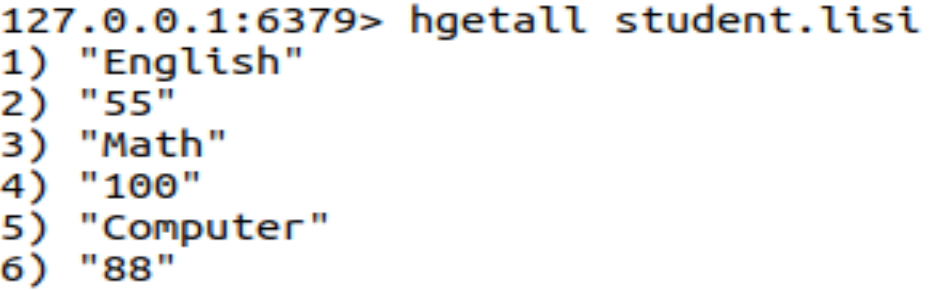 127.0.0.1:6379> hgetall student.lisi
1) "English"
2) "55"
3) "Math"
4) "100"
5) "Computer"
6) "88"